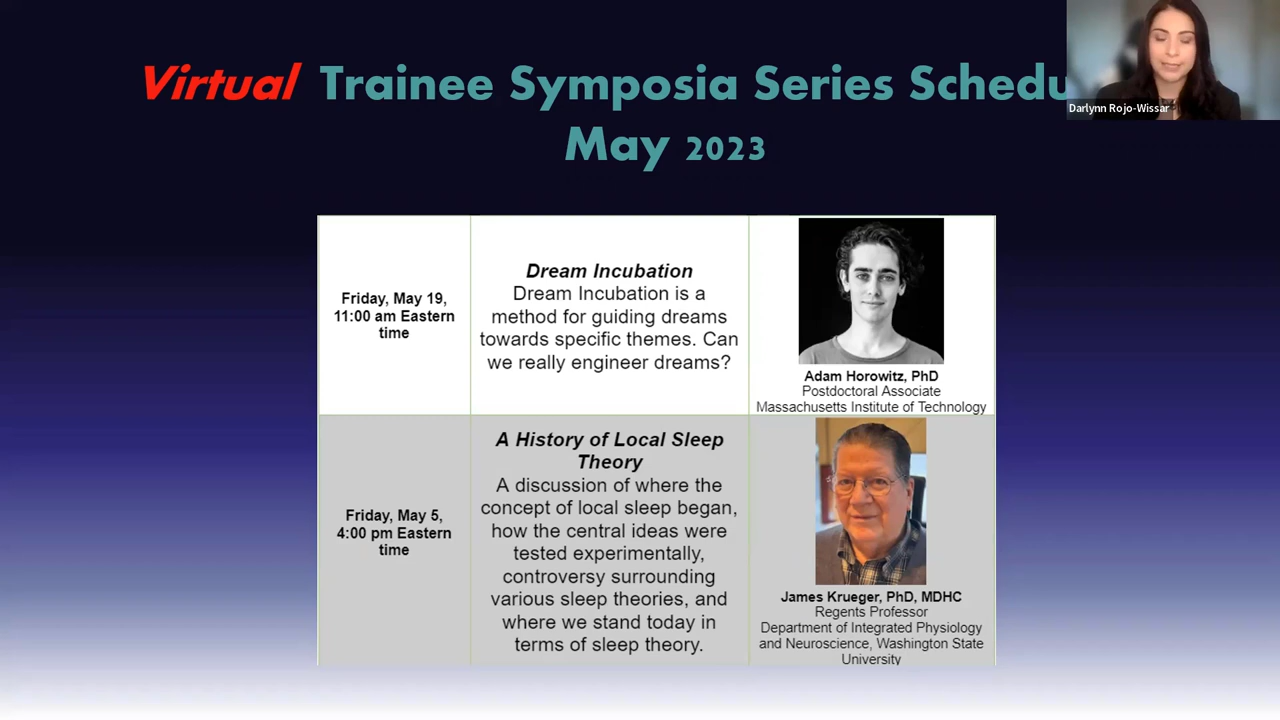 Virtual Trainee Symposia Series Schedu
May 2023
Darlynn Rojo-Wissar
Friday, May 19,
11:00 am Eastern
time
Dream Incubation
Dream Incubation is a
method for guiding dreams
towards specific themes. Can
we really engineer dreams?
Adam Horowitz, PhD
Postdoctoral Associate
Massachusetts Institute of Technology
Friday, May 5,
4:00 pm Eastern
time
A History of Local Sleep
Theory
A discussion of where the
concept of local sleep began,
how the central ideas were
tested experimentally,
controversy surrounding
various sleep theories, and
where we stand today in
terms of sleep theory.
James Krueger, PhD, MDHC
Regents Professor
Department of Integrated Physiology
and Neuroscience, Washington State
University